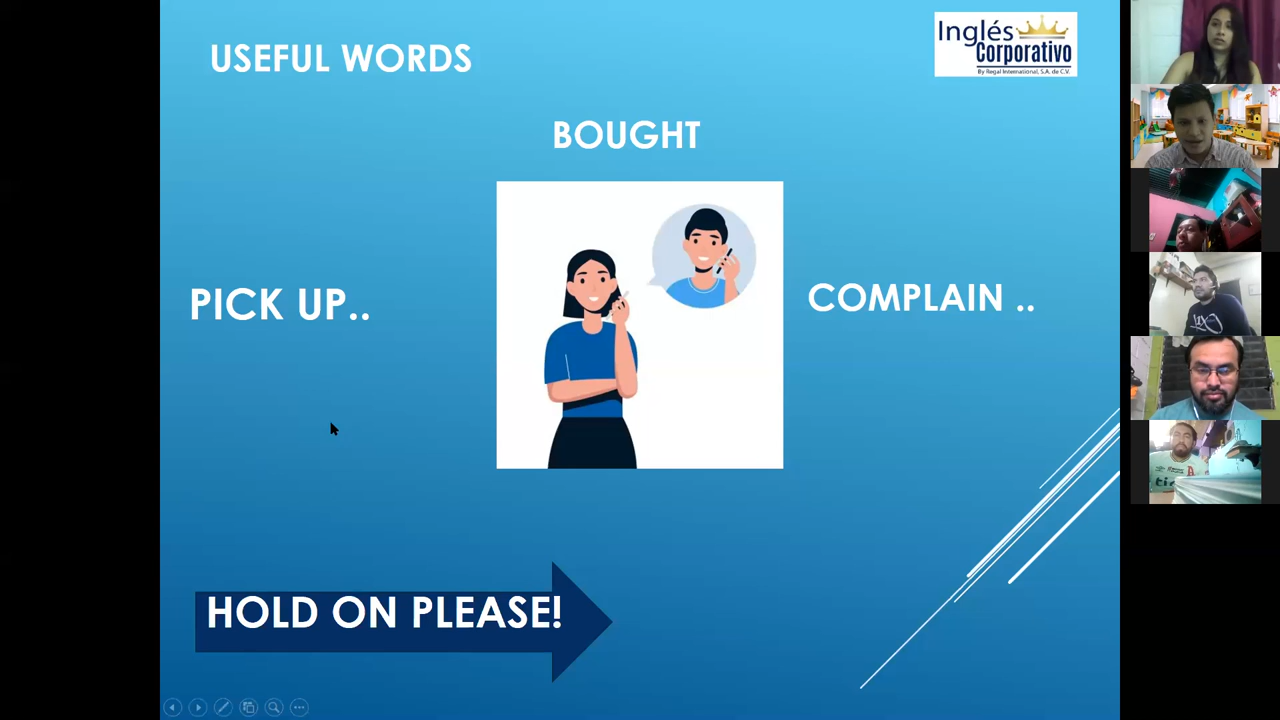 USEFUL WORDS
Inglés
Corporativo
By Regal International, S.A. de C.V.
BOUGHT
PICK UP..
COMPLAIN ..
HOLD ON PLEASE!